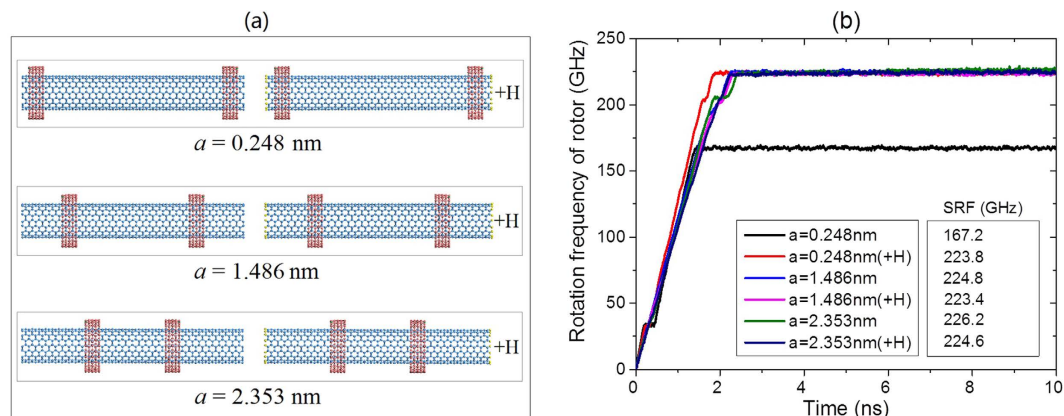 (a)
+H
a = 0.248 nm
+H
a = 1.486 nm
+H
a = 2.353 nm
(b)
Rotation frequency of rotor (GHz)
250
200
150
100
50
0
SRF (GHz)
a=0.248nm 167.2
a=0.248nm(+H) 223.8
a=1.486nm 224.8
a=1.486nm(+H) 223.4
a=2.353nm 226.2
a=2.353nm(+H) 224.6
0 2 4 6 8 10
Time (ns)